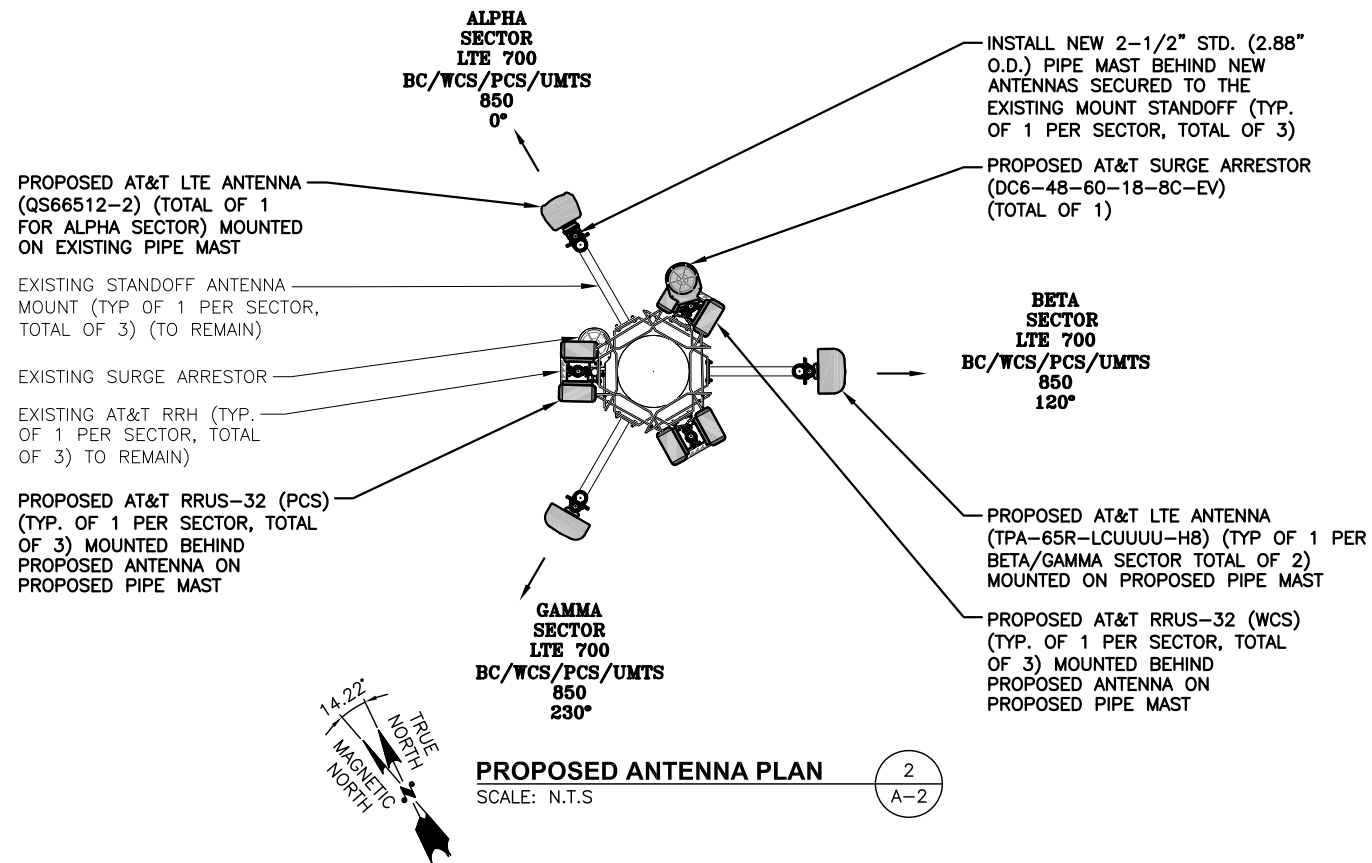 ALPHA
SECTOR
LTE 700
BC/WCS/PCS/UMTS
850
0°
INSTALL NEW 2-1/2" STD. (2.88"
O.D.) PIPE MAST BEHIND NEW
ANTENNAS SECURED TO THE
EXISTING MOUNT STANDOFF (TYP.
OF 1 PER SECTOR, TOTAL OF 3)
PROPOSED AT&T SURGE ARRESTOR
(DC6-48-60-18-8C-EV)
(TOTAL OF 1)
PROPOSED AT&T LTE ANTENNA
(QS66512-2) (TOTAL OF 1
FOR ALPHA SECTOR) MOUNTED
ON EXISTING PIPE MAST
EXISTING STANDOFF ANTENNA
MOUNT (TYP OF 1 PER SECTOR,
TOTAL OF 3) (TO REMAIN)
EXISTING SURGE ARRESTOR
EXISTING AT&T RRH (TYP.
OF 1 PER SECTOR, TOTAL
OF 3) TO REMAIN)
PROPOSED AT&T RRUS-32 (PCS)
(TYP. OF 1 PER SECTOR, TOTAL
OF 3) MOUNTED BEHIND
PROPOSED ANTENNA ON
PROPOSED PIPE MAST
BETA
SECTOR
LTE 700
BC/WCS/PCS/UMTS
850
120°
PROPOSED AT&T LTE ANTENNA
(TPA-65R-LCUUUU-H8) (TYP OF 1 PER
BETA/GAMMA SECTOR TOTAL OF 2)
MOUNTED ON PROPOSED PIPE MAST
PROPOSED AT&T RRUS-32 (WCS)
(TYP. OF 1 PER SECTOR, TOTAL
OF 3) MOUNTED BEHIND
PROPOSED ANTENNA ON
PROPOSED PIPE MAST
GAMMA
SECTOR
LTE 700
BC/WCS/PCS/UMTS
850
230°
14.22°
TRUE
NORTH
MAGNETIC
NORTH
N
PROPOSED ANTENNA PLAN
SCALE: N.T.S
2
A-2